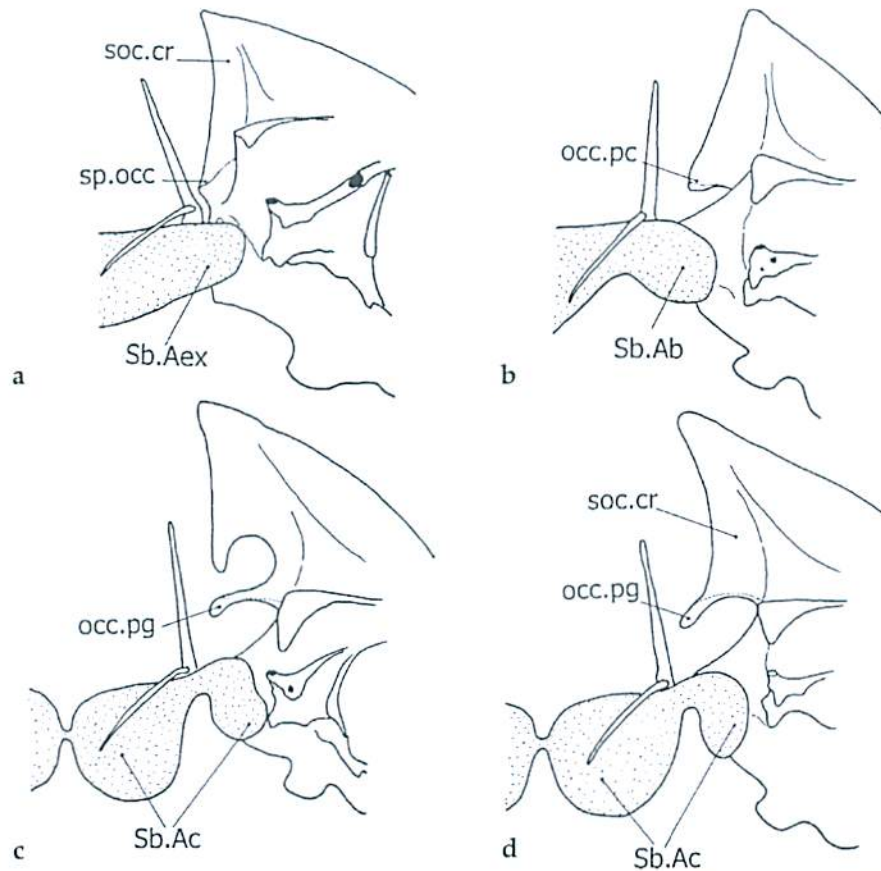 soc.cr
sp.occ
Sb.Aex
a
occ.pc
Sb.Ab
b
occ.pg
Sb.Ac
c
soc.cr
occ.pg
Sb.Ac
d